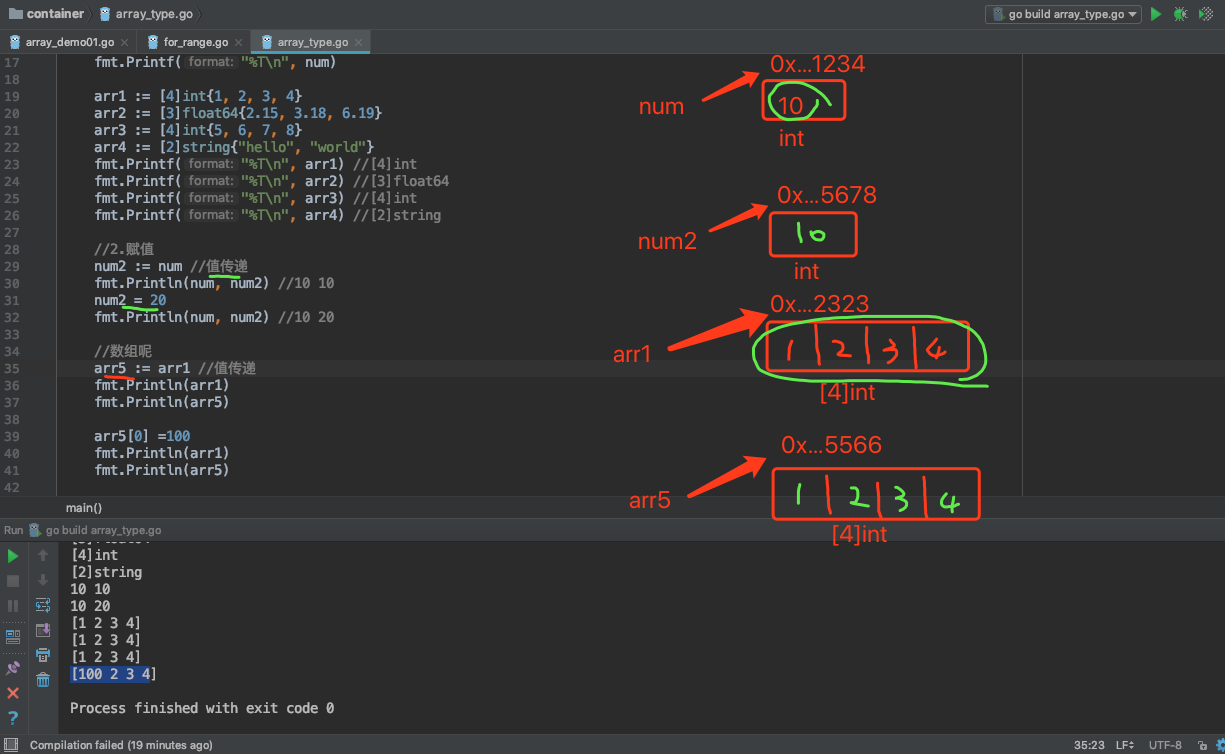 container
array_type.go
go build array_type.go
array_demo01.go
for_range.go
array_type.go
17 fmt.Printf( format: "%T\n", num)
18
19 arr1 := [4]int{1, 2, 3, 4}
20 arr2 := [3]float64{2.15, 3.18, 6.19}
21 arr3 := [4]int{5, 6, 7, 8}
22 arr4 := [2]string{"hello", "world"}
23 fmt.Printf( format: "%T\n", arr1) //[4]int
24 fmt.Printf( format: "%T\n", arr2) //[3]float64
25 fmt.Printf( format: "%T\n", arr3) //[4]int
26 fmt.Printf( format: "%T\n", arr4) //[2]string
27
28 //2.赋值
29 num2 := num //值传递
30 fmt.Println(num, num2) //10 10
31 num2 = 20
32 fmt.Println(num, num2) //10 20
33
34 //数组呢
35 arr5 := arr1 //值传递
36 fmt.Println(arr1)
37 fmt.Println(arr5)
38
39 arr5[0] =100
40 fmt.Println(arr1)
41 fmt.Println(arr5)
42
main()
0x...1234
num
10
int
0x...5678
num2
10
int
0x...2323
arr1
1 2 3 4
[4]int
0x...5566
arr5
1 2 3 4
[4]int
Run go build array_type.go
[4]int
[2]string
10 10
10 20
[1 2 3 4]
[1 2 3 4]
[1 2 3 4]
[100 2 3 4]
Process finished with exit code 0
Compilation failed (19 minutes ago)
35:23 LF UTF-8